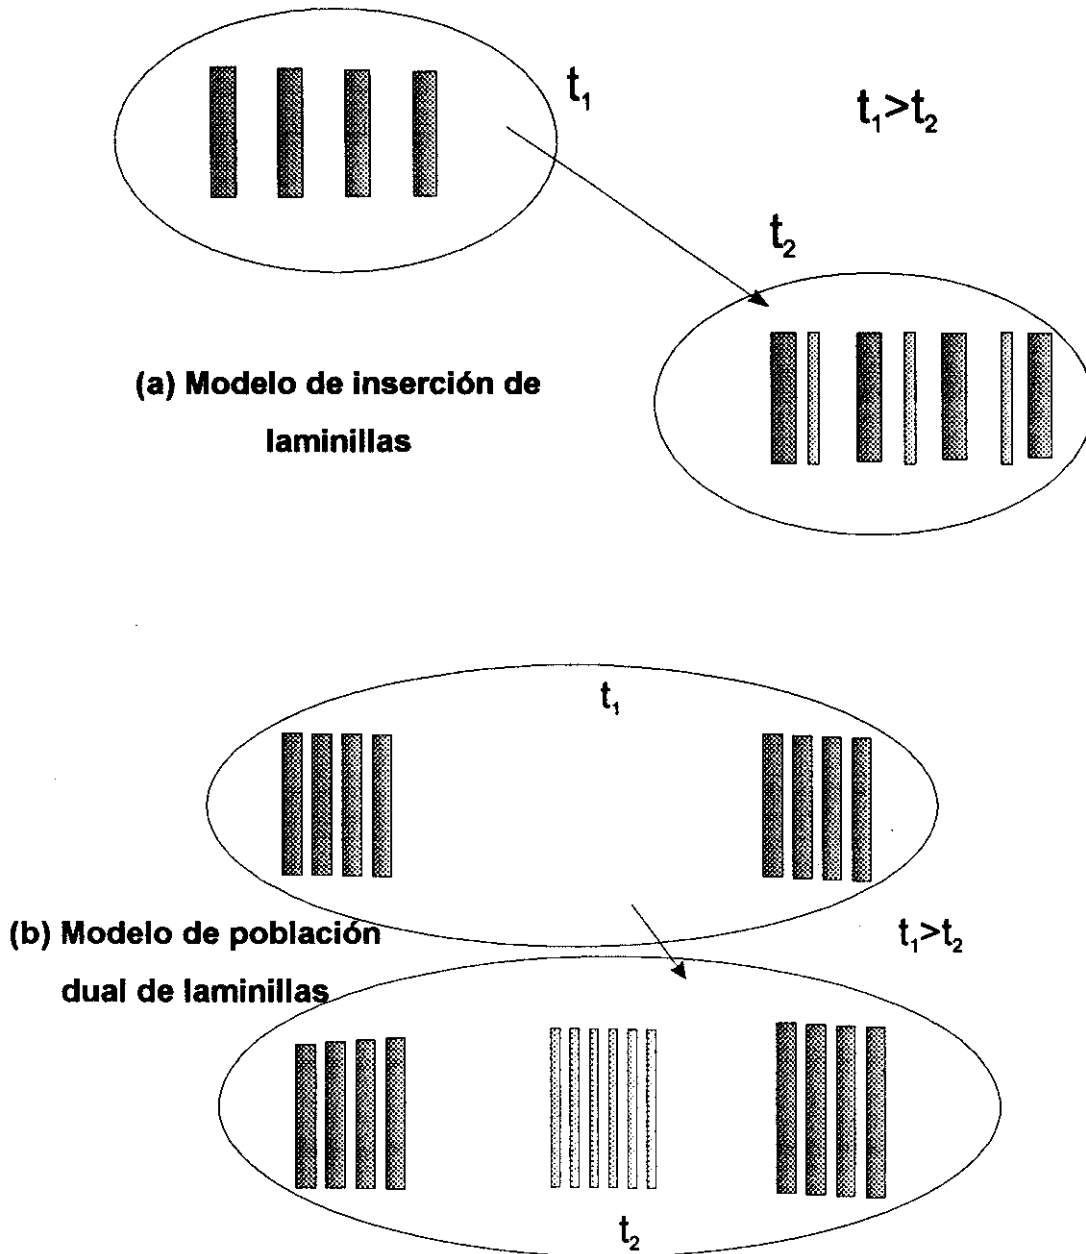 t₁
t₁>t₂
t₂
(a) Modelo de inserción de
laminillas
t₁
(b) Modelo de población
dual de laminillas
t₁>t₂
t₂